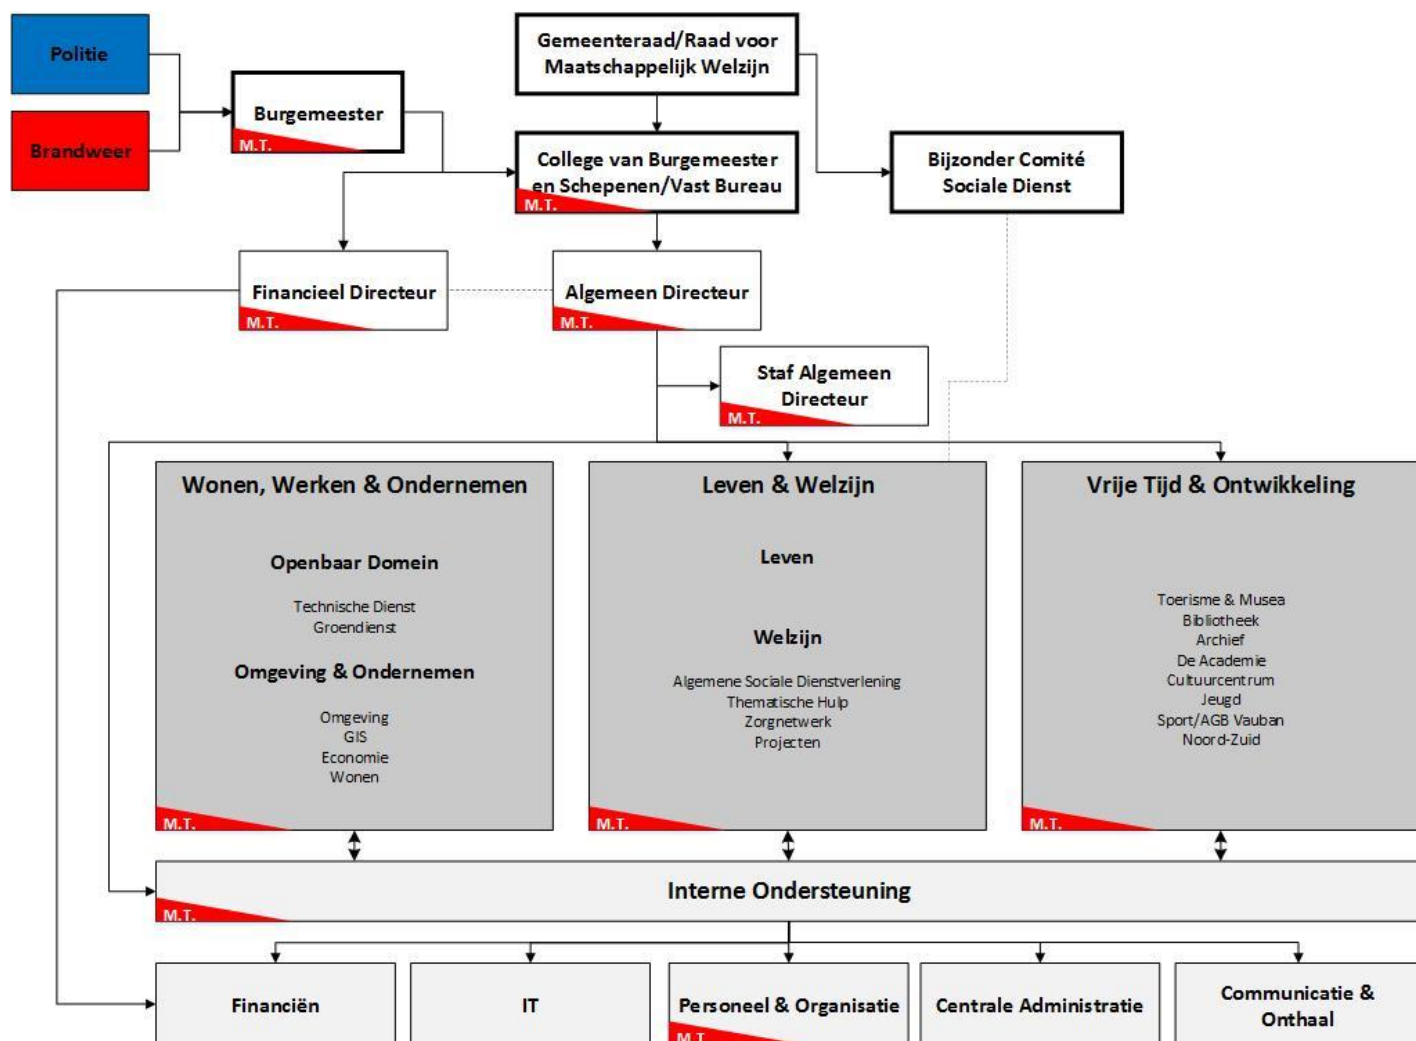 Politie
Brandweer
Burgemeester
M.T.
Gemeenteraad/Raad voor
Maatschappelijk Welzijn
College van Burgemeester
en Schepenen/Vast Bureau
M.T.
Bijzonder Comité
Sociale Dienst
Financieel Directeur
M.T.
Algemeen Directeur
M.T.
Staf Algemeen
Directeur
M.T.
Wonen, Werken & Ondernemen
Openbaar Domein
Technische Dienst
Groendienst
Omgeving & Ondernemen
Omgeving
GIS
Economie
Wonen
M.T.
Leven & Welzijn
Leven
Welzijn
Algemene Sociale Dienstverlening
Thematische Hulp
Zorgnetwerk
Projecten
M.T.
Vrije Tijd & Ontwikkeling
Toerisme & Musea
Bibliotheek
Archief
De Academie
Cultuurcentrum
Jeugd
Sport/AGB Vauban
Noord-Zuid
M.T.
Interne Ondersteuning
M.T.
Financiën
IT
Personeel & Organisatie
M.T.
Centrale Administratie
Communicatie &
Onthaal